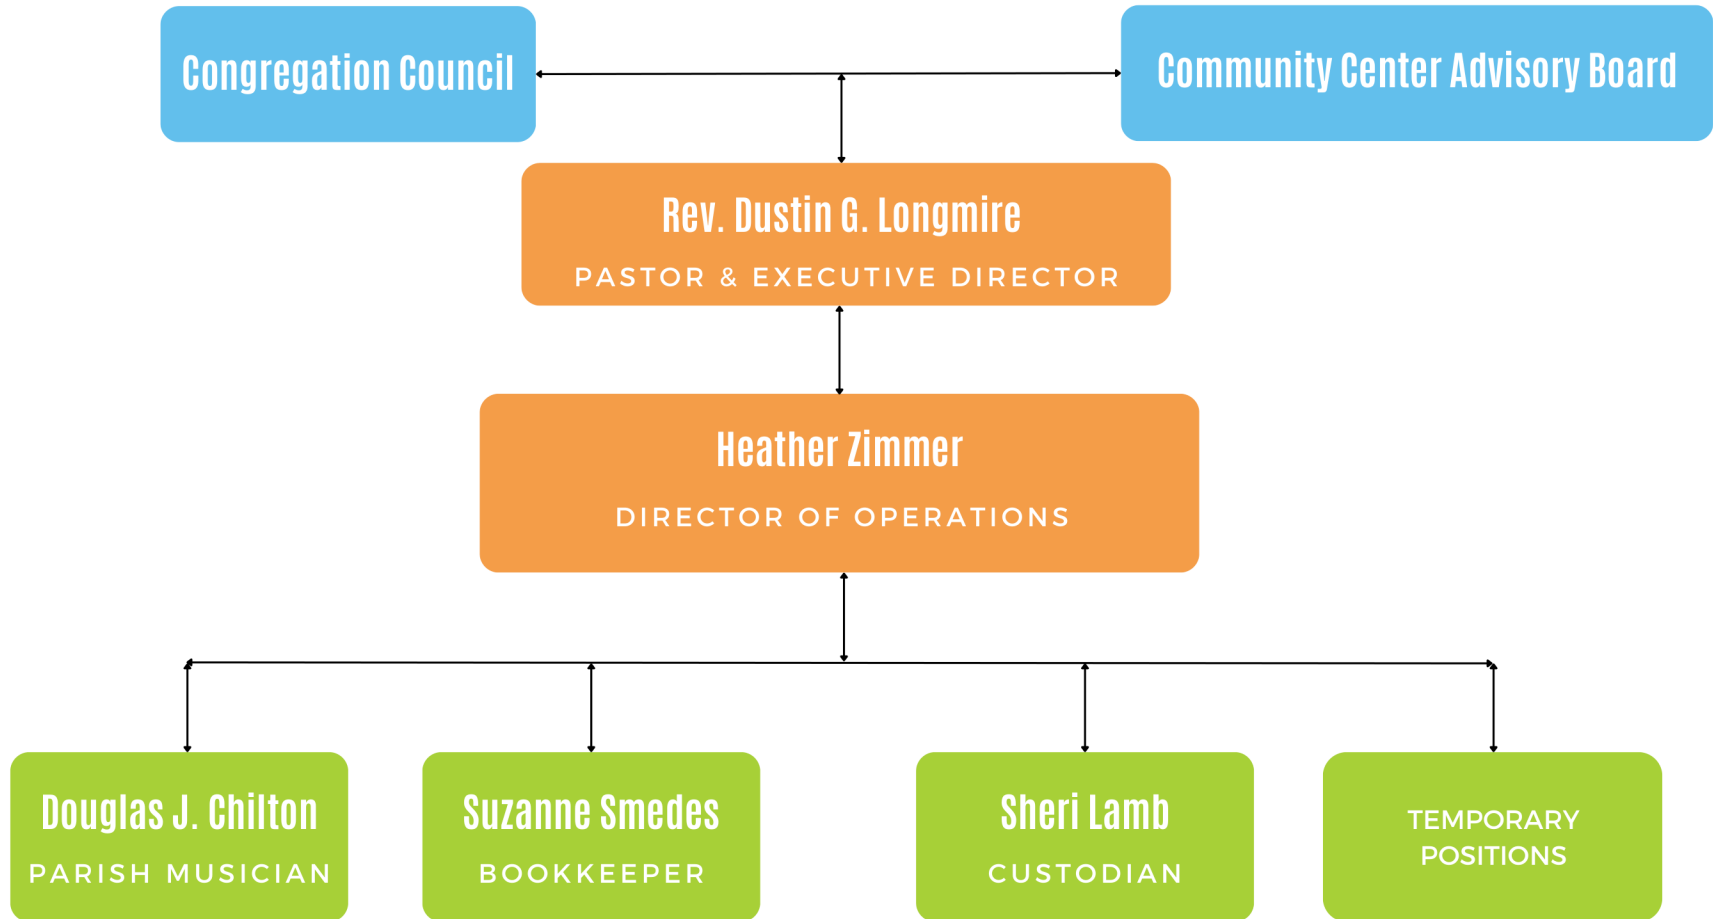 Congregation Council
Community Center Advisory Board
Rev. Dustin G. Longmire
PASTOR & EXECUTIVE DIRECTOR
Heather Zimmer
DIRECTOR OF OPERATIONS
Douglas J. Chilton
PARISH MUSICIAN
Suzanne Smedes
BOOKKEEPER
Sheri Lamb
CUSTODIAN
TEMPORARY
POSITIONS